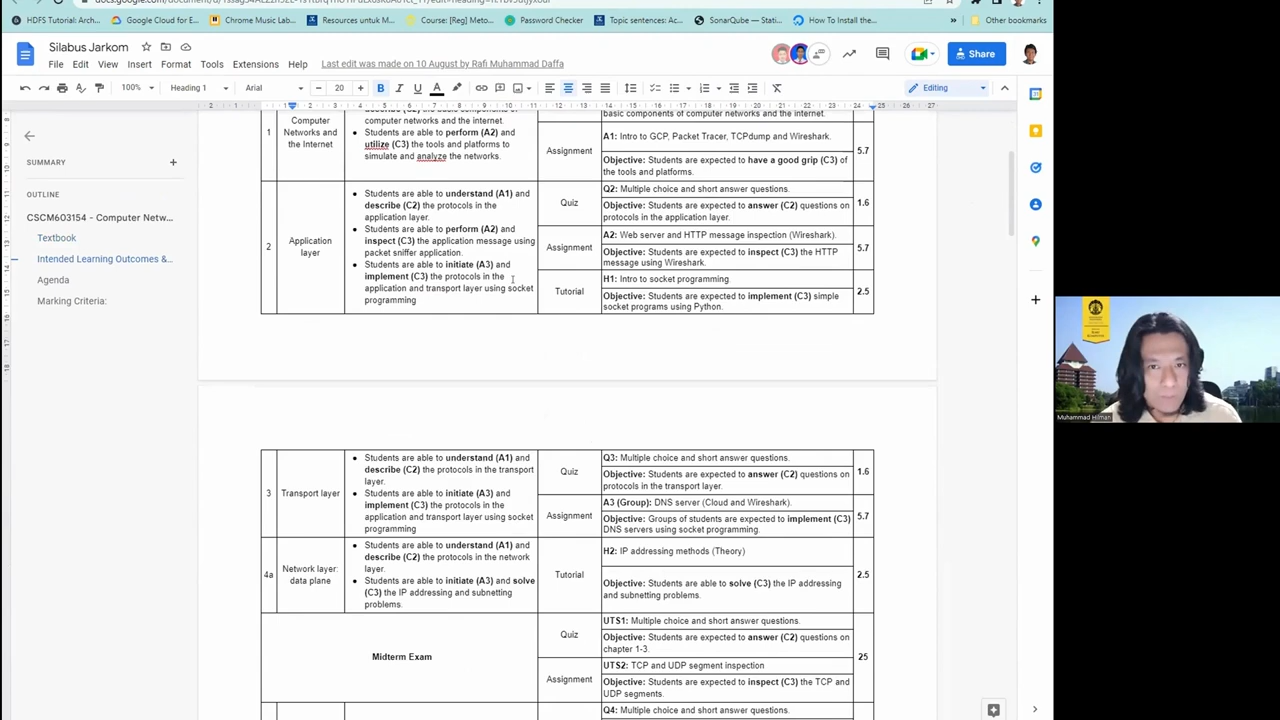 HDFS Architectur...
Google Cloud for E...
Chrome Music Lab...
Resources untuk M...
Course: [Reg] Meto...
Password Checker
Topic sentences: Ac...
SonarQube — Stati...
How To Install the...
»
Other bookmarks
Silabus Jarkom
File Edit View Insert Format Tools Extensions Help
Last edit was made on 10 August by Rafi Muhammad Daffa
Share
100%
Heading 1
Arial
20
Editing
SUMMARY
OUTLINE
CSCM603154 - Computer Netw...
Textbook
Intended Learning Outcomes &...
Agenda
Marking Criteria:
1
Computer
Networks and
the Internet
computer networks and the internet.
Students are able to perform (A2) and
utilize (C3) the tools and platforms to
simulate and analyze the networks.
basic components of computer networks and the internet.
Assignment
A1: Intro to GCP, Packet Tracer, TCPdump and Wireshark.
Objective: Students are expected to have a good grip (C3) of
the tools and platforms.
5.7
2
Application
layer
Students are able to understand (A1) and
describe (C2) the protocols in the
application layer.
Students are able to perform (A2) and
inspect (C3) the application message using
packet sniffer application.
Students are able to initiate (A3) and
implement (C3) the protocols in the
application and transport layer using socket
programming
Quiz
Q2: Multiple choice and short answer questions.
Objective: Students are expected to answer (C2) questions on
protocols in the application layer.
1.6
Assignment
A2: Web server and HTTP message inspection (Wireshark).
Objective: Students are expected to inspect (C3) the HTTP
message using Wireshark.
5.7
Tutorial
H1: Intro to socket programming.
Objective: Students are expected to implement (C3) simple
socket programs using Python.
2.5
3
Transport layer
Students are able to understand (A1) and
describe (C2) the protocols in the transport
layer.
Students are able to initiate (A3) and
implement (C3) the protocols in the
application and transport layer using socket
programming
Quiz
Q3: Multiple choice and short answer questions.
Objective: Students are expected to answer (C2) questions on
protocols in the transport layer.
1.6
Assignment
A3 (Group): DNS server (Cloud and Wireshark).
Objective: Groups of students are expected to implement (C3)
DNS servers using socket programming.
5.7
4a
Network layer:
data plane
Students are able to understand (A1) and
describe (C2) the protocols in the network
layer.
Students are able to initiate (A3) and solve
(C3) the IP addressing and subnetting
problems.
Tutorial
H2: IP addressing methods (Theory)
Objective: Students are able to solve (C3) the IP addressing
and subnetting problems.
2.5
Midterm Exam
Quiz
UTS1: Multiple choice and short answer questions.
Objective: Students are expected to answer (C2) questions on
chapter 1-3.
Assignment
UTS2: TCP and UDP segment inspection
Objective: Students are expected to inspect (C3) the TCP and
UDP segments.
25
Q4: Multiple choice and short answer questions.
Muhammad Hilman